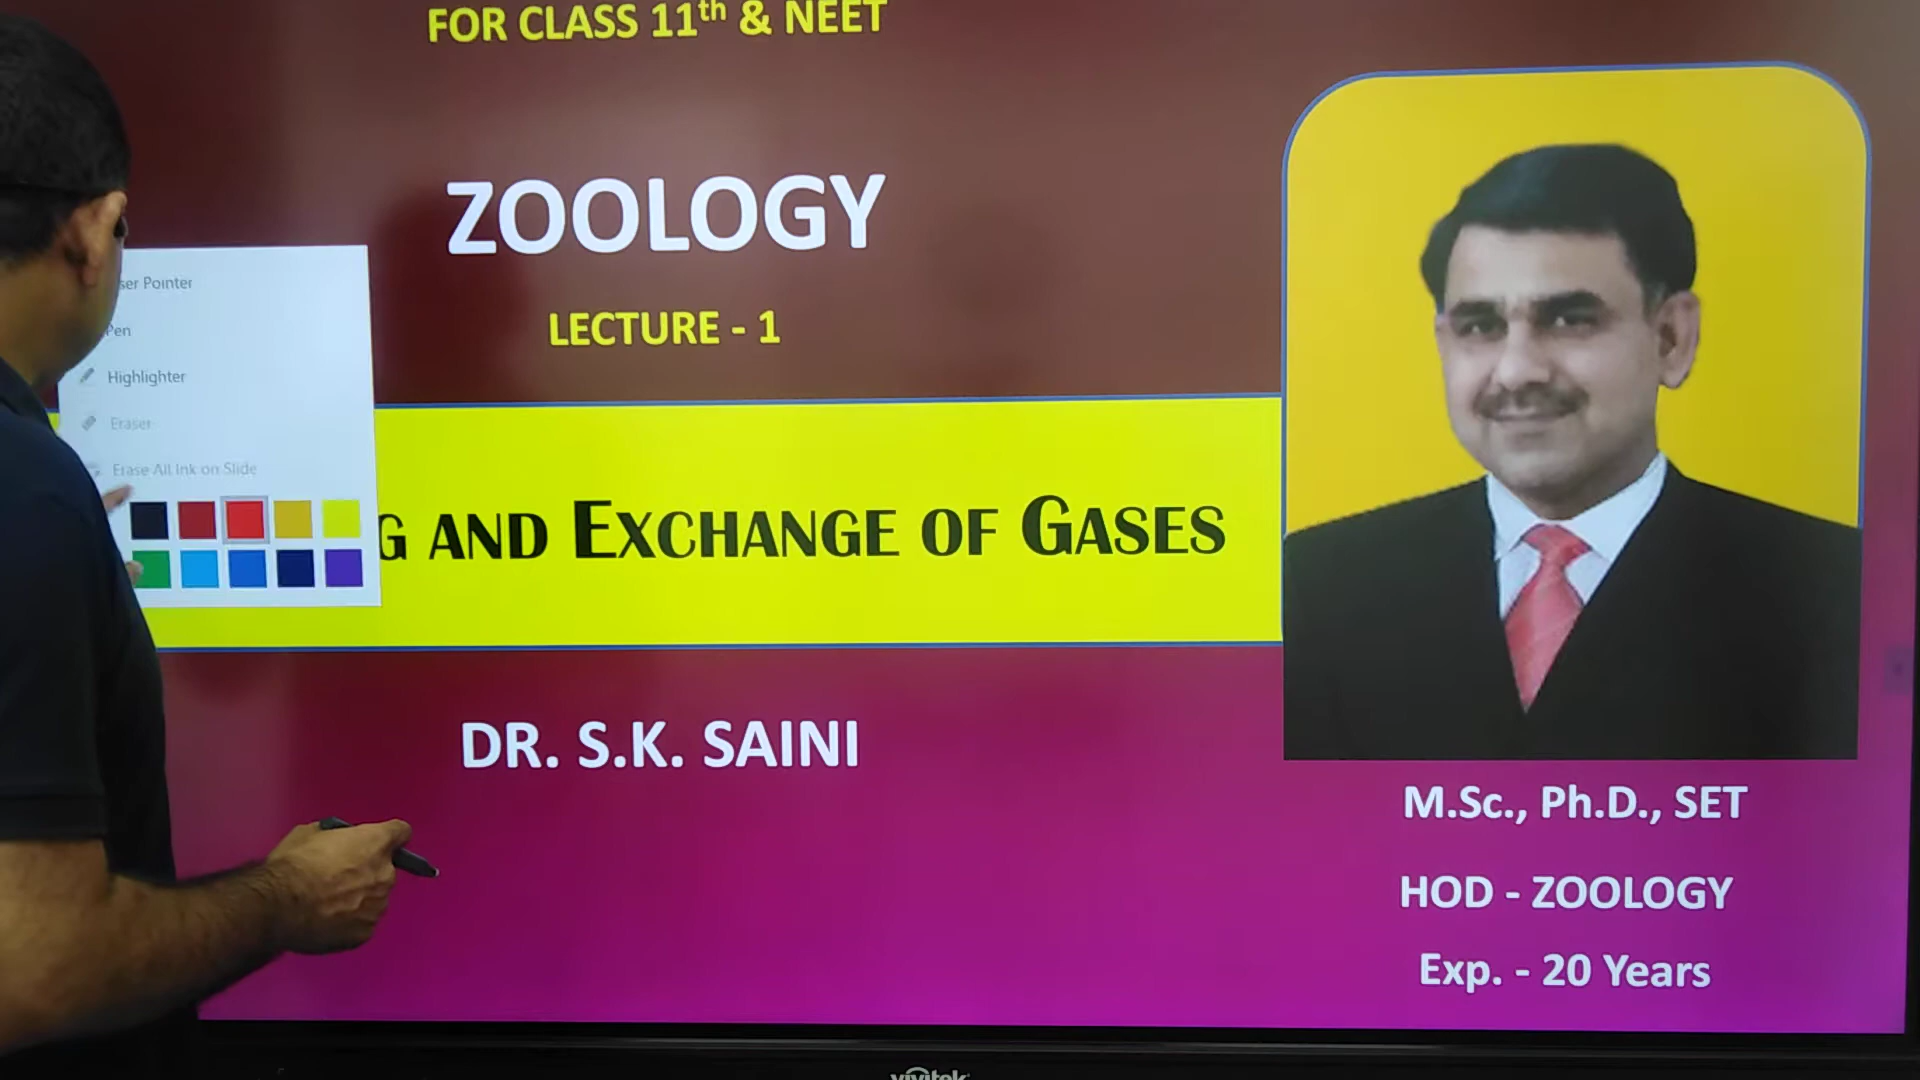 FOR CLASS 11th & NEET
ZOOLOGY
LECTURE - 1
Pointer
Pen
Highlighter
Eraser
Erase All Ink on Slide
G AND EXCHANGE OF GASES
DR. S.K. SAINI
M.Sc., Ph.D., SET
HOD - ZOOLOGY
Exp. - 20 Years
vivitek